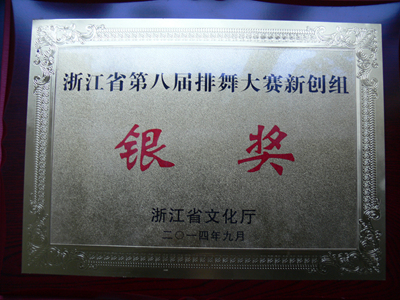 浙江省第八届排舞大赛新创组
银奖
浙江省文化厅
二〇一四年九月